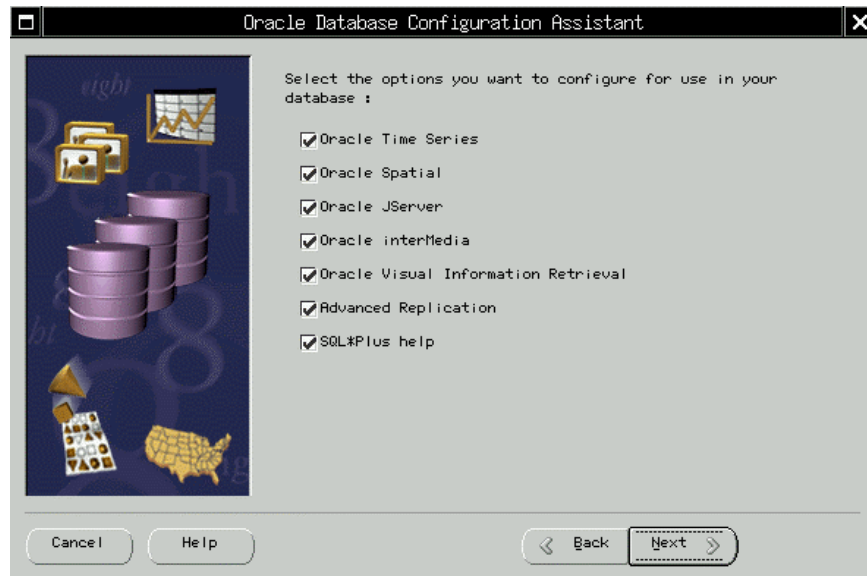 Oracle Database Configuration Assistant
eight
Select the options you want to configure for use in your
database :
Oracle Time Series
Oracle Spatial
Oracle JServer
Oracle interMedia
Oracle Visual Information Retrieval
Advanced Replication
SQL*Plus help
Cancel
Help
Back
Next